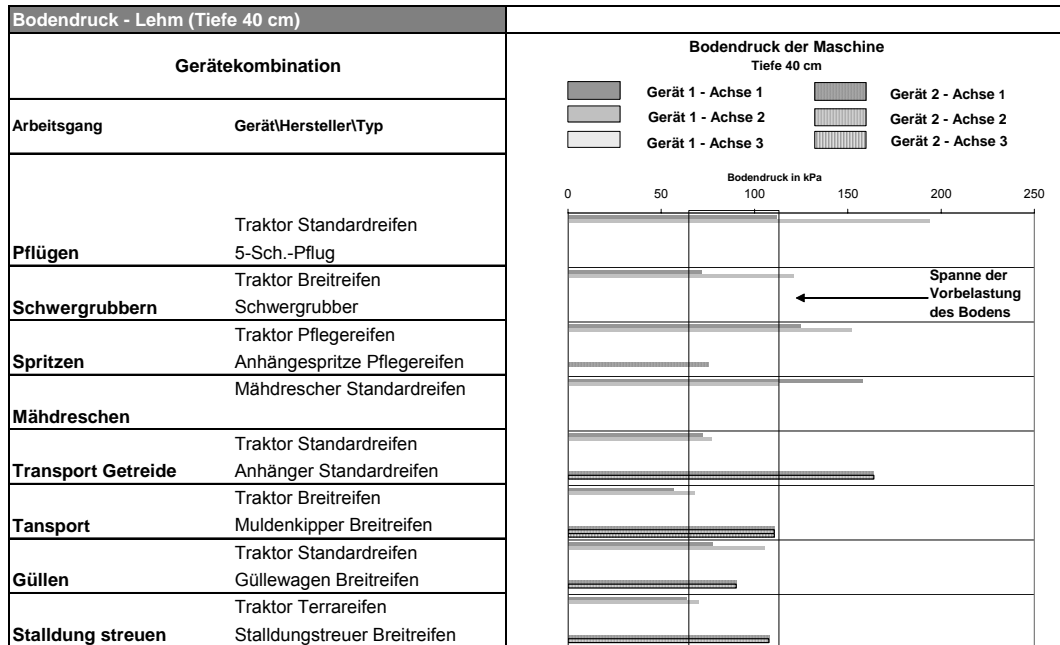 Bodendruck - Lehm (Tiefe 40 cm)
Gerätekombination
Arbeitsgang Gerät\Hersteller\Typ
Bodendruck der Maschine
Tiefe 40 cm
Gerät 1 - Achse 1 Gerät 2 - Achse 1
Gerät 1 - Achse 2 Gerät 2 - Achse 2
Gerät 1 - Achse 3 Gerät 2 - Achse 3
Bodendruck in kPa
0 50 100 150 200 250
Traktor Standardreifen
Pflügen 5-Sch.-Pflug
Traktor Breitreifen
Schwergrubbern Schwergrubber
Spanne der
Vorbelastung
des Bodens
Traktor Pflegereifen
Spritzen Anhängespritze Pflegereifen
Mähdrescher Standardreifen
Mähdreschen
Traktor Standardreifen
Transport Getreide Anhänger Standardreifen
Traktor Breitreifen
Tansport Muldenkipper Breitreifen
Traktor Standardreifen
Güllen Güllewagen Breitreifen
Traktor Terrareifen
Stalldung streuen Stalldungstreuer Breitreifen